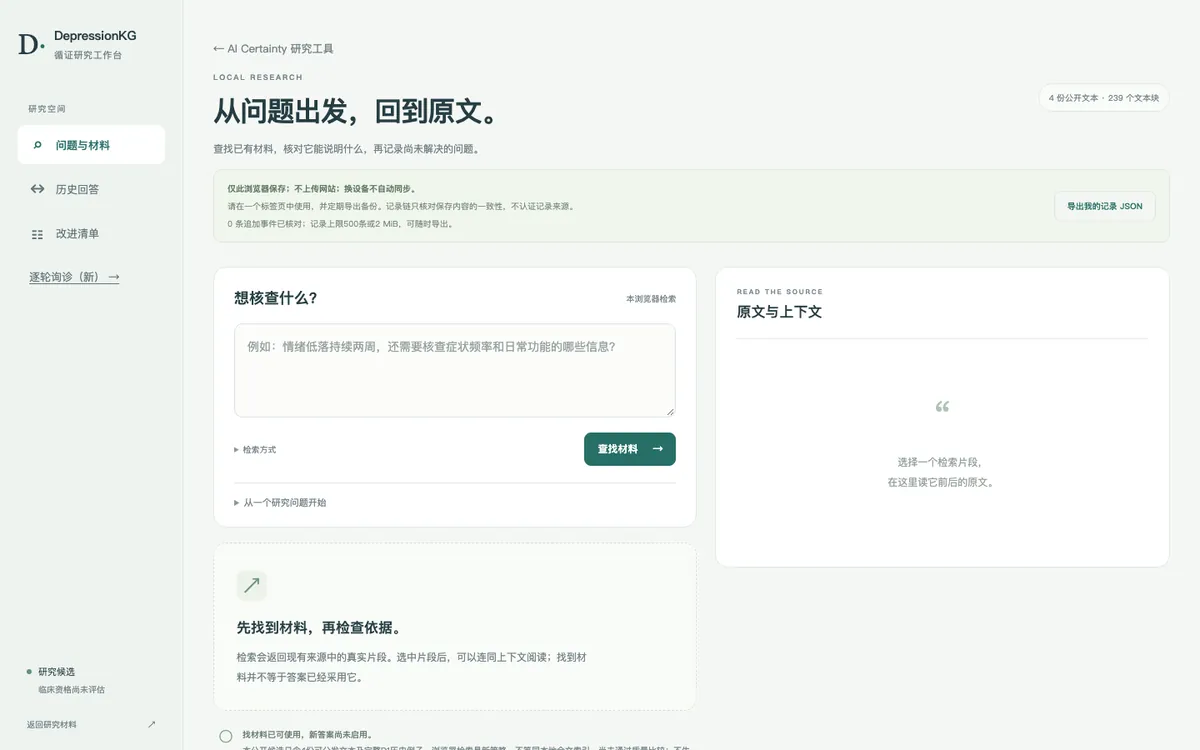 D.
DepressionKG
循证研究工作台
研究空间
问题与材料
历史回答
改进清单
逐轮询诊（新） →
研究候选
临床资格尚未评估
返回研究材料 ↗
← AI Certainty 研究工具
LOCAL RESEARCH
从问题出发，回到原文。
查找已有材料，核对它能说明什么，再记录尚未解决的问题。
4 份公开文本 · 239 个文本块
仅此浏览器保存；不上传网站；换设备不自动同步。
请在一个标签页中使用，并定期导出备份。记录链只核对保存内容的一致性，不认证记录来源。
0 条追加事件已核对；记录上限500条或2 MiB，可随时导出。
导出我的记录 JSON
想核查什么？
本浏览器检索
例如：情绪低落持续两周，还需要核查症状频率和日常功能的哪些信息？
检索方式
查找材料 →
从一个研究问题开始
READ THE SOURCE
原文与上下文
“
选择一个检索片段，
在这里读它前后的原文。
先找到材料，再检查依据。
检索会返回现有来源中的真实片段。选中片段后，可以连同上下文阅读；找到材
料并不等于答案已经采用它。
找材料已可使用，新答案尚未启用。